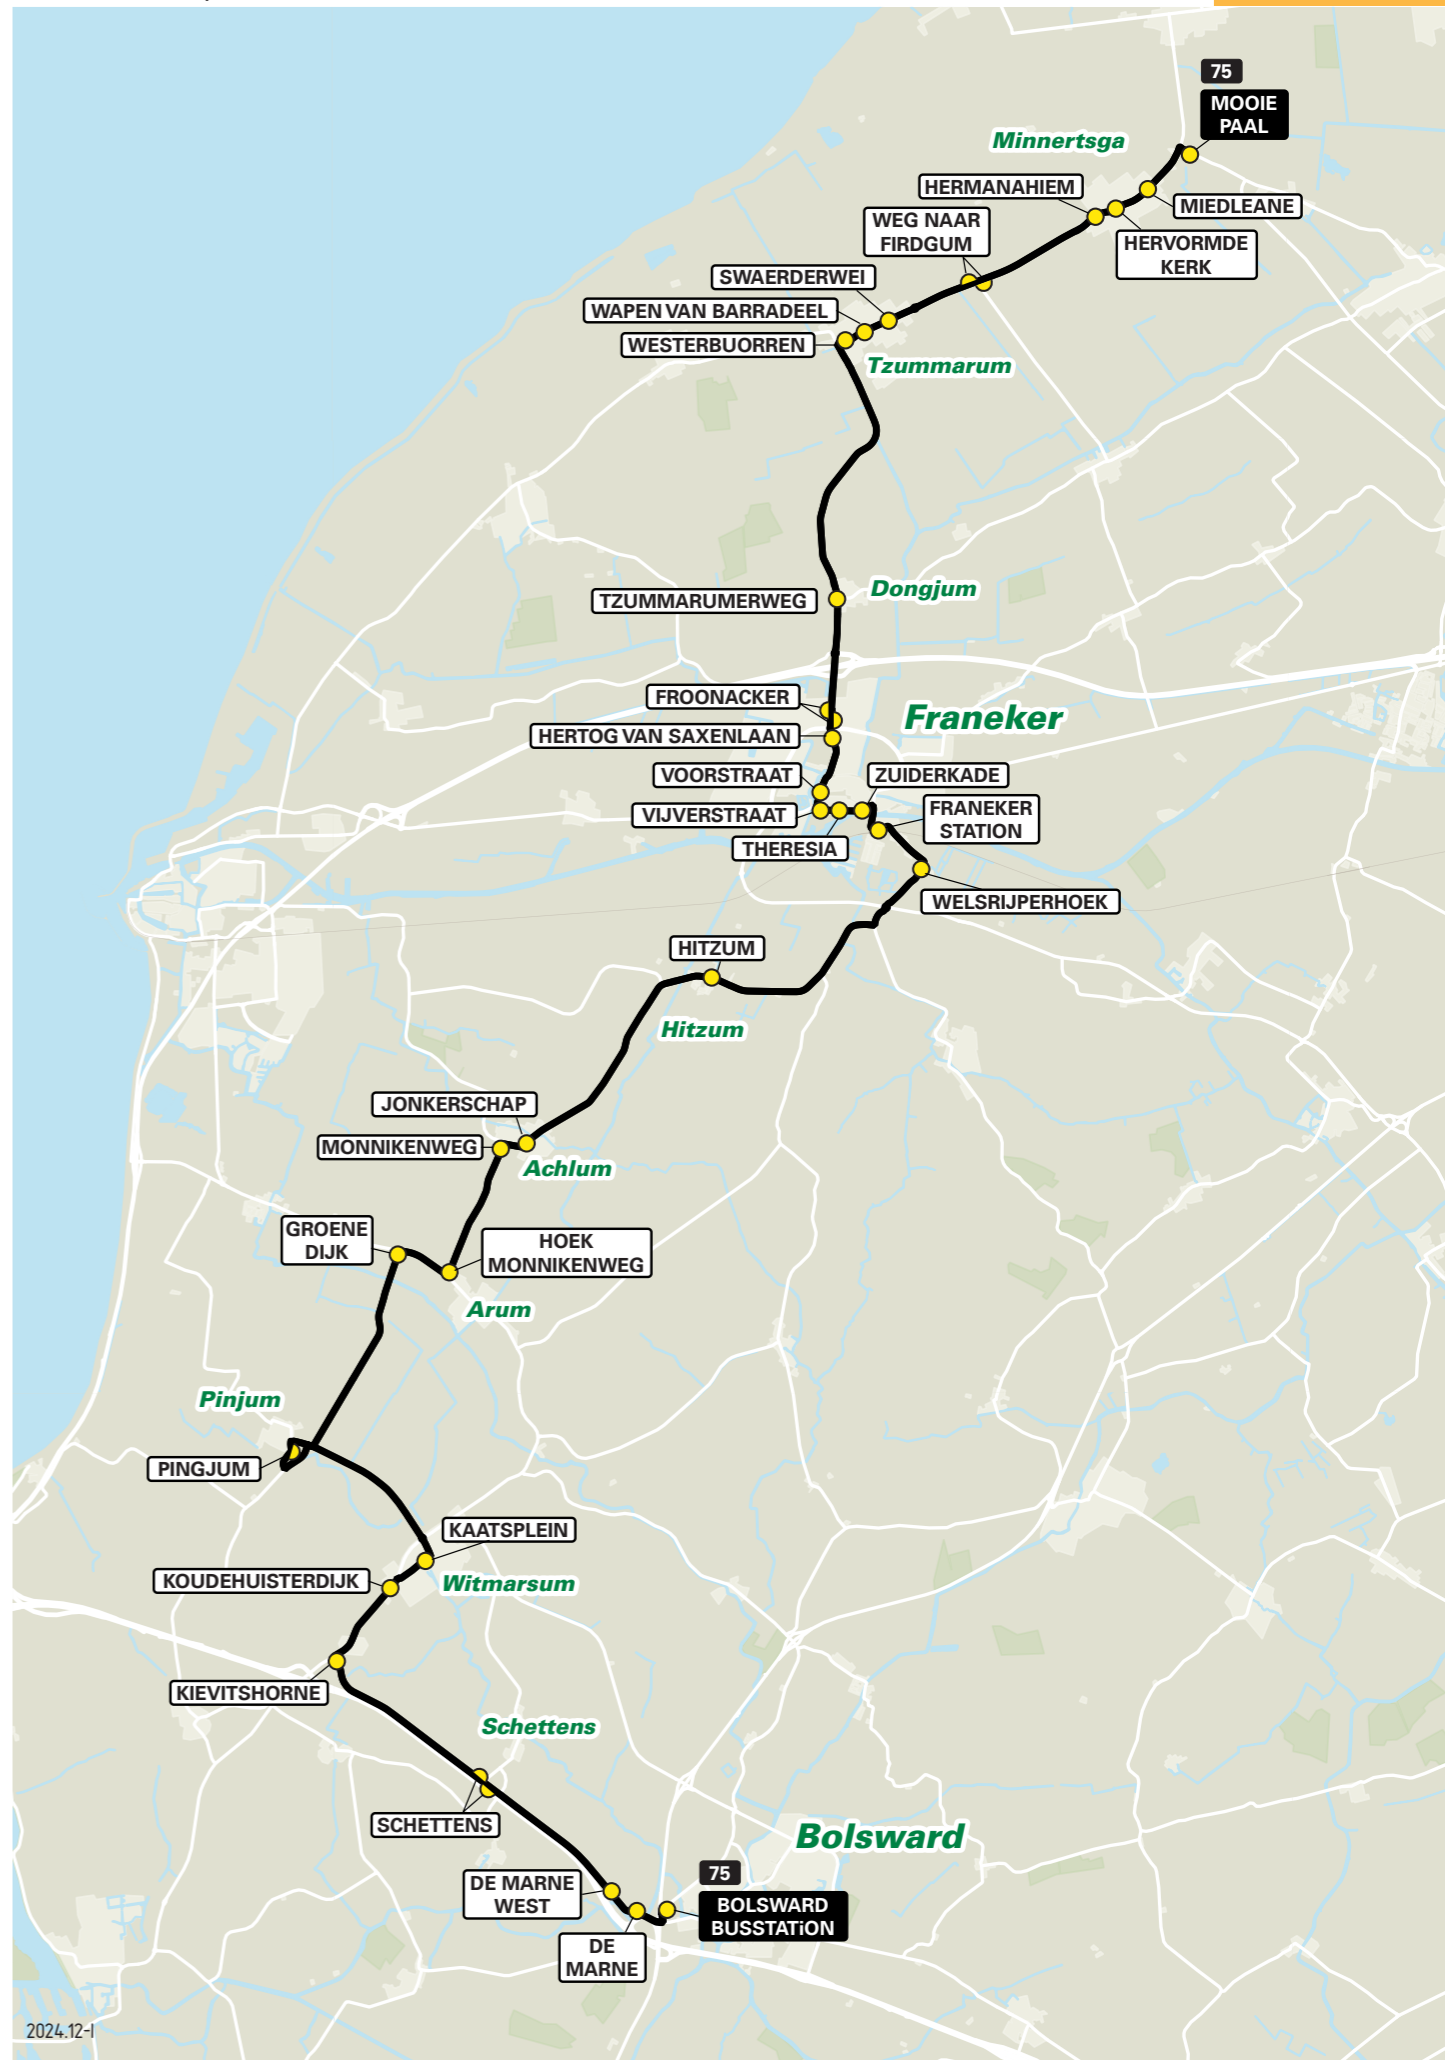 75
MOOIE
PAAL
Minnertsga
HERMANAHIEM
MIEDLEANE
WEG NAAR
FIRDGUM
HERVORMDE
KERK
SWAERDERWEI
WAPEN VAN BARRADEEL
WESTERBUORREN
Tzummarum
Dongjum
TZUMMARUMERWEG
FROONACKER
Franeker
HERTOG VAN SAXENLAAN
VOORSTRAAT
ZUIDERKADE
VIJVERSTRAAT
FRANEKER
STATION
THERESIA
WELSRIJPERHOEK
HITZUM
Hitzum
JONKERSCHAP
MONNIKENWEG
Achlum
GROENE
DIJK
HOEK
MONNIKENWEG
Arum
Pinjum
PINGJUM
KAATSPLEIN
KOUDEHUISTERDIJK
Witmarsum
KIEVITSHORNE
Schettens
SCHETTENS
Bolsward
75
DE MARNE
WEST
BOLSWARD
BUSSTATiON
DE
MARNE
2024.12-I